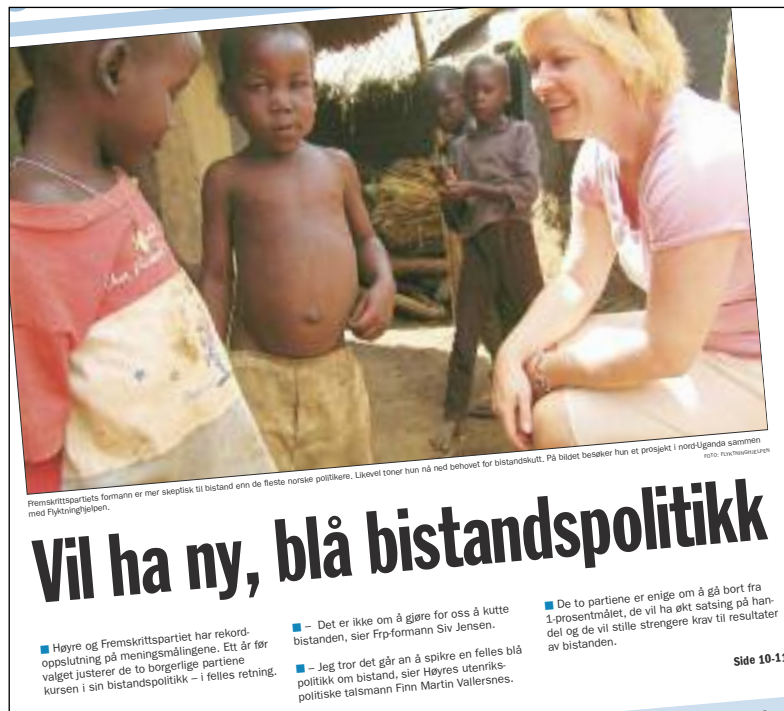 Fremskrittspartiets formann er mer skeptisk til bistand enn de fleste norske politikere. Likevel toner hun nå ned behovet for bistandskutt. På bildet besøker hun et prosjekt i nord-Uganda sammen
med Flyktninghjelpen.
FOTO: FLYKTNINGHJELPEN
Vil ha ny, blå bistandspolitikk
■ Høyre og Fremskrittspartiet har rekord-
oppslutning på meningsmålingene. Ett år før
valget justerer de to borgerlige partiene
kursen i sin bistandspolitikk – i felles retning.
■ – Det er ikke om å gjøre for oss å kutte
bistanden, sier Frp-formann Siv Jensen.
■ – Jeg tror det går an å spikre en felles blå
politikk om bistand, sier Høyres utenriks-
politiske talsmann Finn Martin Vallersnes.
■ De to partiene er enige om å gå bort fra
1-prosentmålet, de vil ha økt satsing på han-
del og de vil stille strengere krav til resultater
av bistanden.
Side 10-11